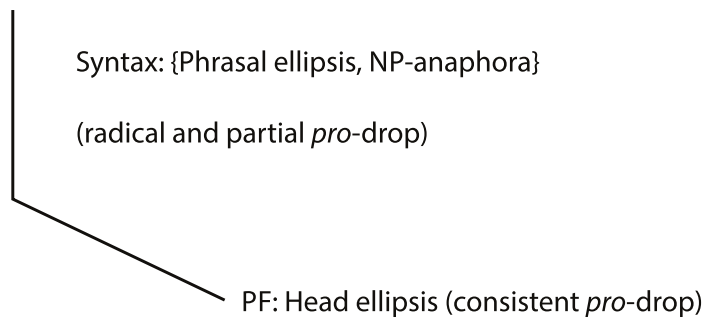 Syntax: {Phrasal ellipsis, NP-anaphora}
(radical and partial pro-drop)
PF: Head ellipsis (consistent pro-drop)